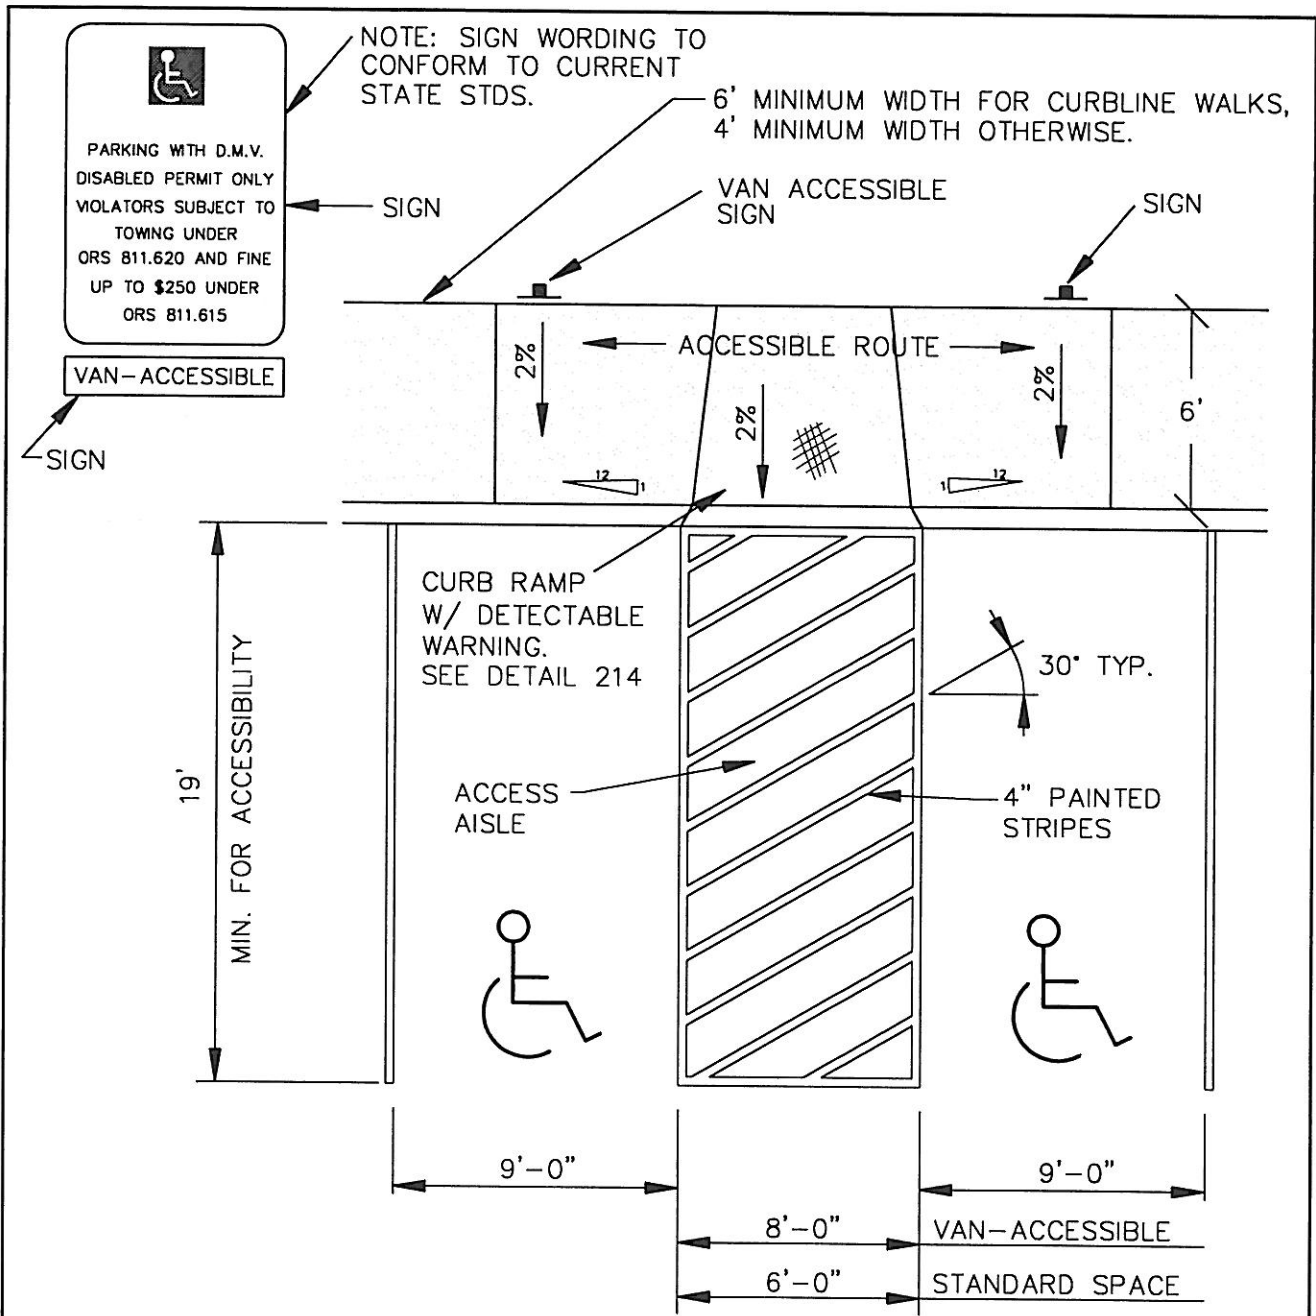 NOTE: SIGN WORDING TO
CONFORM TO CURRENT
STATE STDS.
6' MINIMUM WIDTH FOR CURBLINE WALKS,
4' MINIMUM WIDTH OTHERWISE.
PARKING WITH D.M.V.
DISABLED PERMIT ONLY
VIOLATORS SUBJECT TO
TOWING UNDER
ORS 811.620 AND FINE
UP TO $250 UNDER
ORS 811.615
SIGN
VAN ACCESSIBLE
SIGN
SIGN
VAN-ACCESSIBLE
SIGN
ACCESSIBLE ROUTE
2%
2%
2%
6'
12
1
1
12
CURB RAMP
W/ DETECTABLE
WARNING.
SEE DETAIL 214
30° TYP.
19'
MIN. FOR ACCESSIBILITY
ACCESS
AISLE
4" PAINTED
STRIPES
9'-0"
9'-0"
8'-0"
VAN-ACCESSIBLE
6'-0"
STANDARD SPACE